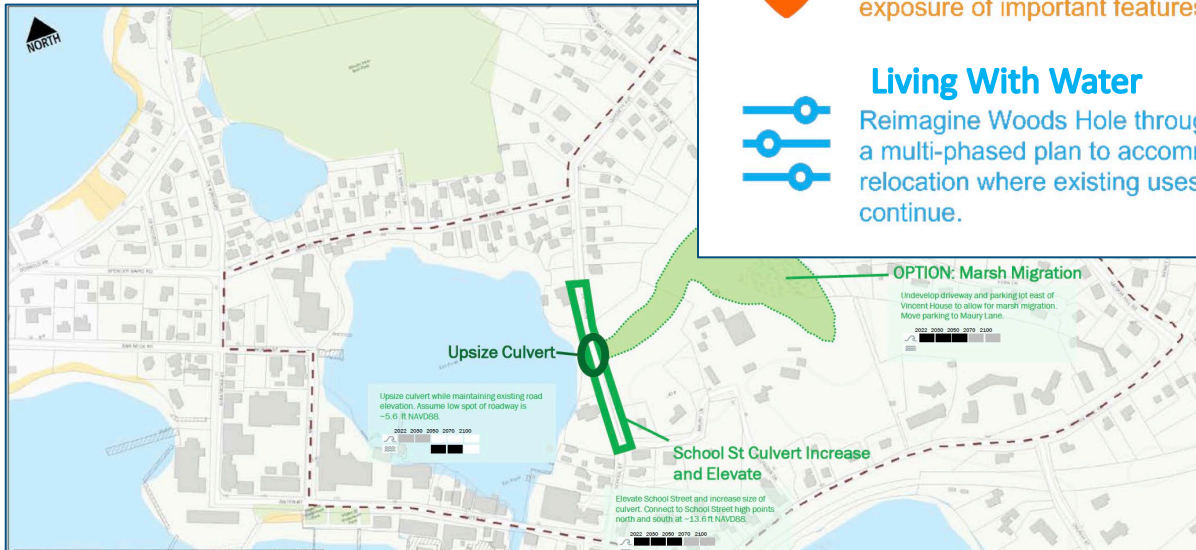 NORTH
exposure of important features
Living With Water
Reimagine Woods Hole throug
a multi-phased plan to accomr
relocation where existing uses
continue.
OPTION: Marsh Migration
Undevelop driveway and parking lot east of
Vincent House to allow for marsh migration.
Move parking to Maury Lane.
2022 2030 2050 2070 2100
Upsize Culvert
Upsize culvert while maintaining existing road
elevation. Assume low spot of roadway is
~5.6 ft NAVD88.
2022 2030 2050 2070 2100
School St Culvert Increase
and Elevate
Elevate School Street and increase size of
culvert. Connect to School Street high points
north and south at ~13.6 ft NAVD88.
2022 2030 2050 2070 2100